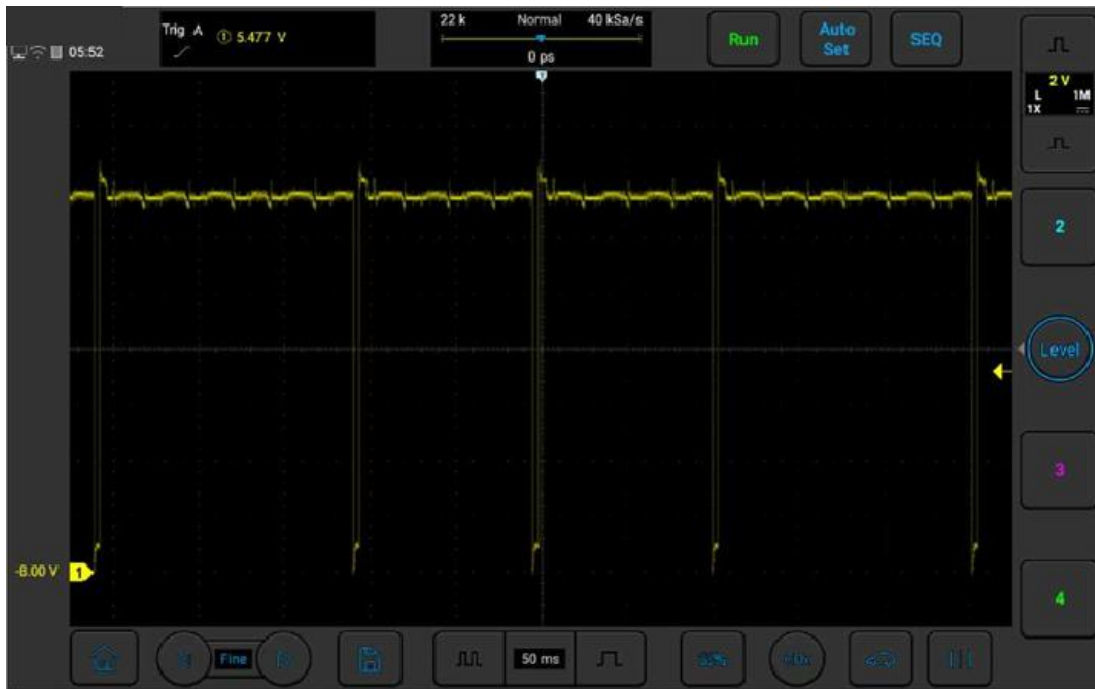 22 k Normal 40 kSa/s
Trig A 1 5.477 V
Run
Auto
Set
SEQ
05:52
0 ps
2 V
L 1M
1X
2
Level
3
-8.00 V 1
4
Fine
50 ms